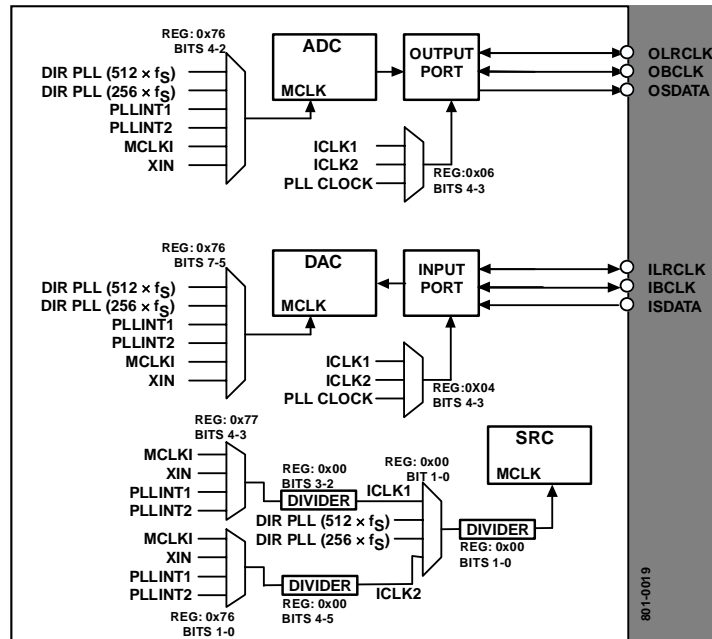 REG: 0x76
BITS 4-2
DIR PLL (512 × fS)
DIR PLL (256 × fS)
PLLINT1
PLLINT2
MCLKI
XIN
ADC
MCLK
OUTPUT
PORT
ICLK1
ICLK2
PLL CLOCK
REG:0x06
BITS 4-3
OLRCLK
OBCLK
OSDATA
REG: 0x76
BITS 7-5
DIR PLL (512 × fS)
DIR PLL (256 × fS)
PLLINT1
PLLINT2
MCLKI
XIN
DAC
MCLK
INPUT
PORT
ICLK1
ICLK2
PLL CLOCK
REG:0X04
BITS 4-3
ILRCLK
IBCLK
ISDATA
REG: 0x77
BITS 4-3
MCLKI
XIN
PLLINT1
PLLINT2
REG: 0x00
BITS 3-2
DIVIDER
ICLK1
REG: 0x00
BIT 1-0
DIR PLL (512 × fS)
DIR PLL (256 × fS)
SRC
MCLK
DIVIDER
REG: 0x00
BITS 1-0
MCLKI
XIN
PLLINT1
PLLINT2
REG: 0x76
BITS 1-0
DIVIDER
REG: 0x00
BITS 4-5
ICLK2
801-0019